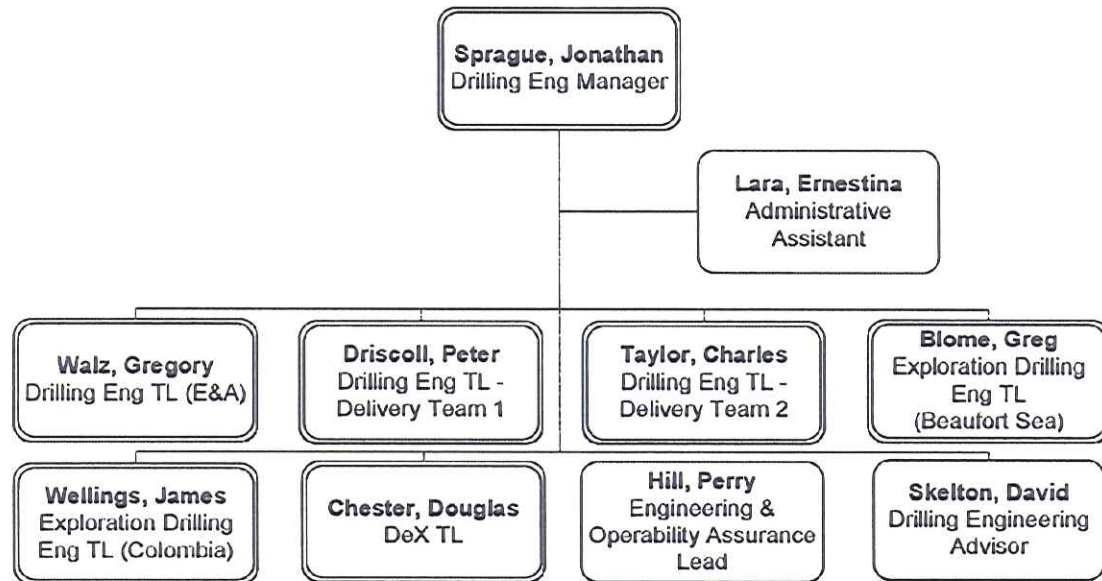 Sprague, Jonathan
Drilling Eng Manager
Lara, Ernestina
Administrative
Assistant
Walz, Gregory
Drilling Eng TL (E&A)
Driscoll, Peter
Drilling Eng TL -
Delivery Team 1
Taylor, Charles
Drilling Eng TL -
Delivery Team 2
Blome, Greg
Exploration Drilling
Eng TL
(Beaufort Sea)
Wellings, James
Exploration Drilling
Eng TL (Colombia)
Chester, Douglas
DeX TL
Hill, Perry
Engineering &
Operability Assurance
Lead
Skelton, David
Drilling Engineering
Advisor